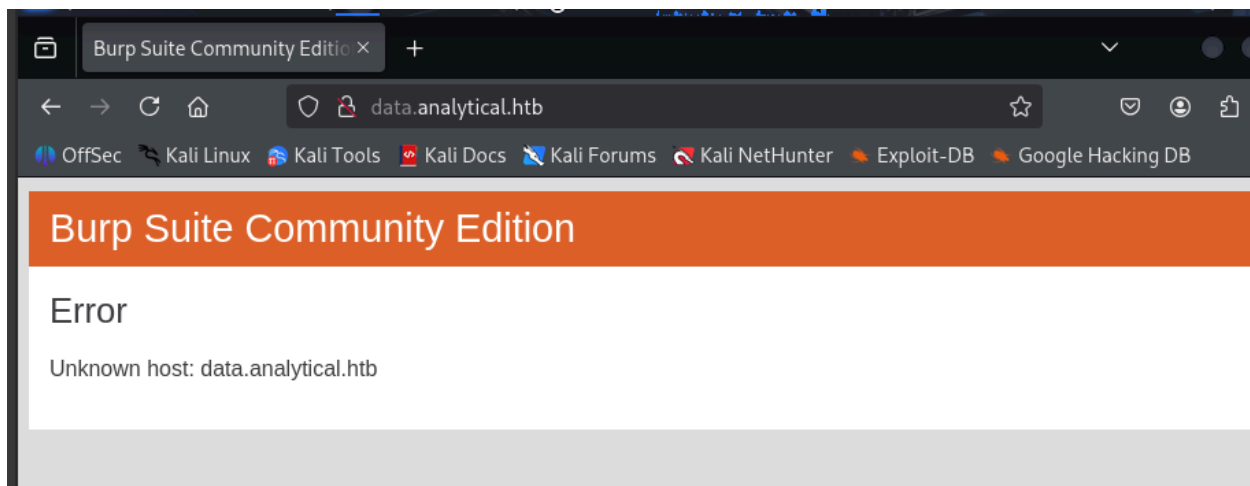 Burp Suite Community Editio
data.analytical.htb
OffSec Kali Linux Kali Tools Kali Docs Kali Forums Kali NetHunter Exploit-DB Google Hacking DB
Burp Suite Community Edition
Error
Unknown host: data.analytical.htb